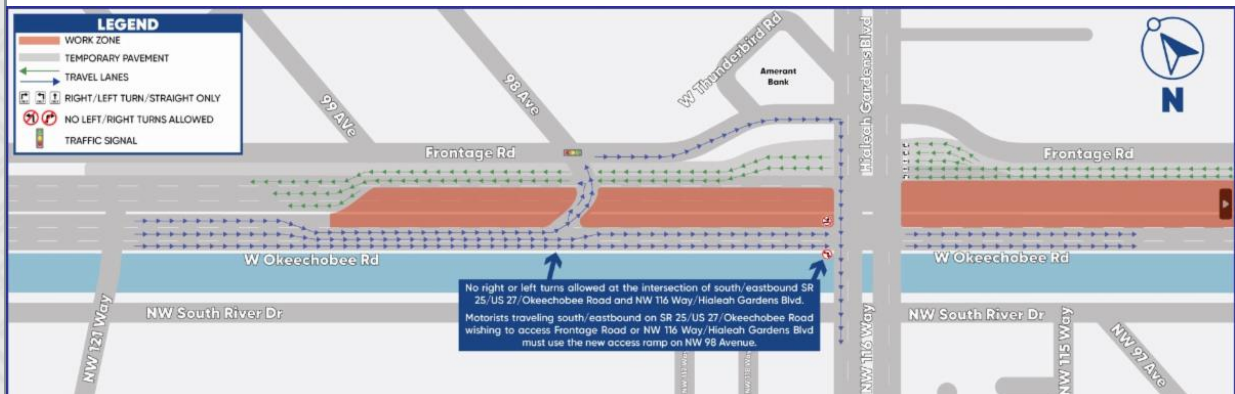 LEGEND
WORK ZONE
TEMPORARY PAVEMENT
TRAVEL LANES
RIGHT/LEFT TURN/STRAIGHT ONLY
NO LEFT/RIGHT TURNS ALLOWED
TRAFFIC SIGNAL
99 AVe
98 Ave
W Thunderbird Rd
Amerant
Bank
Hialeah Gardens Blvd
N
Frontage Rd
Frontage Rd
W Okeechobee Rd
W Okeechobee Rd
No right or left turns allowed at the intersection of south/eastbound SR
25/US 27/Okeechobee Road and NW 116 Way/Hialeah Gardens Blvd.
Motorists traveling south/eastbound on SR 25/US 27/Okeechobee Road
wishing to access Frontage Road or NW 116 Way/Hialeah Gardens Blvd
must use the new access ramp on NW 98 Avenue.
NW South River Dr
NW South River Dr
NW 121 Way
NW 116 Way
NW 115 Way
NW 97 Ave